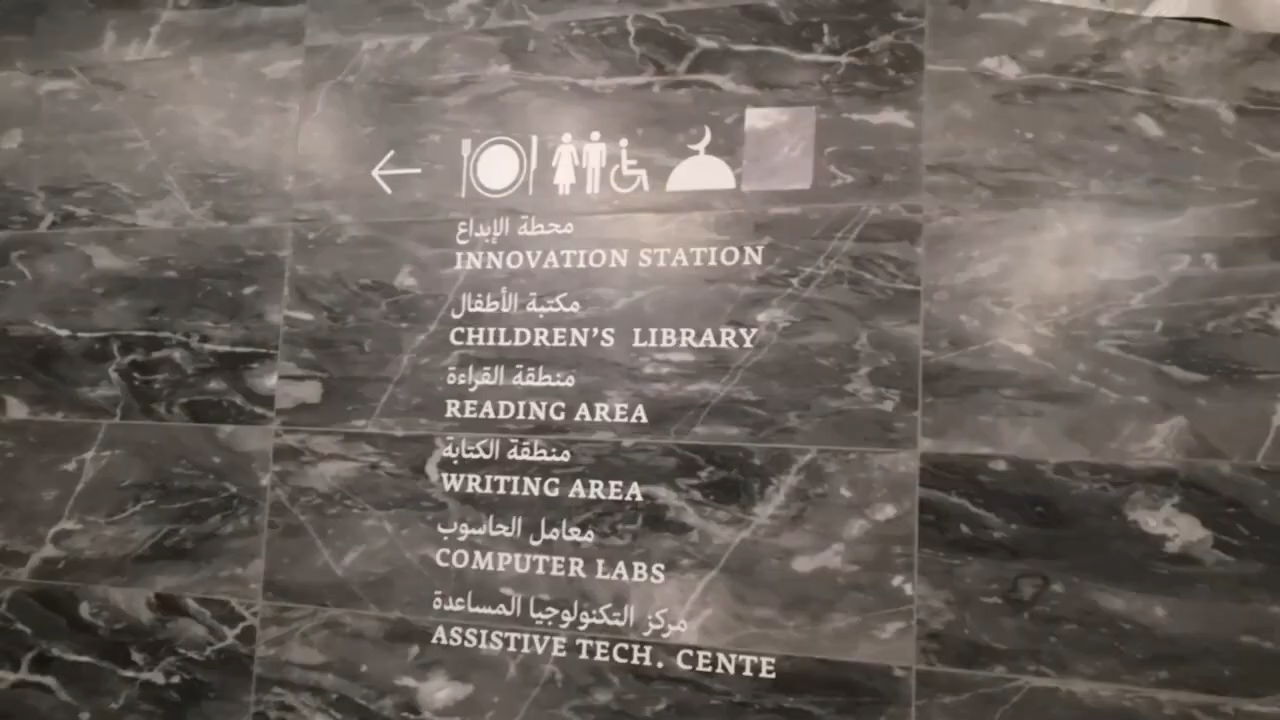 محطة الإبداع
INNOVATION STATION
مكتبة الأطفال
CHILDREN'S LIBRARY
منطقة القراءة
READING AREA
منطقة الكتابة
WRITING AREA
معامل الحاسوب
COMPUTER LABS
مركز التكنولوجيا المساعدة
ASSISTIVE TECH. CENTE